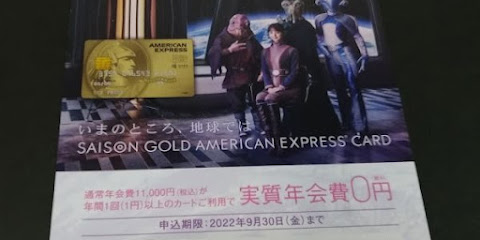 AMERICAN EXPRESS
いまのところ、地球では
SAISON GOLD AMERICAN EXPRESS® CARD
通常年会費11,000円(税込)が
年間1回(1円)以上のカードご利用で 実質年会費0円
申込期限:2022年9月30日(金)まで